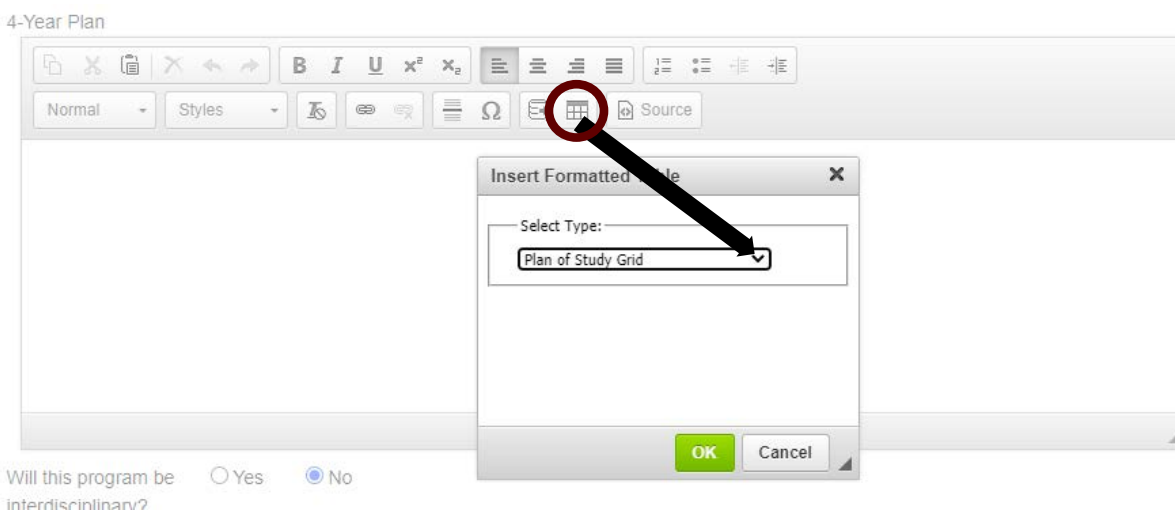 4-Year Plan
B I U x² x₂
Normal Styles Ω Source
Insert Formatted
Select Type:
Plan of Study Grid
OK Cancel
Will this program be Yes No
interdisciplinary?